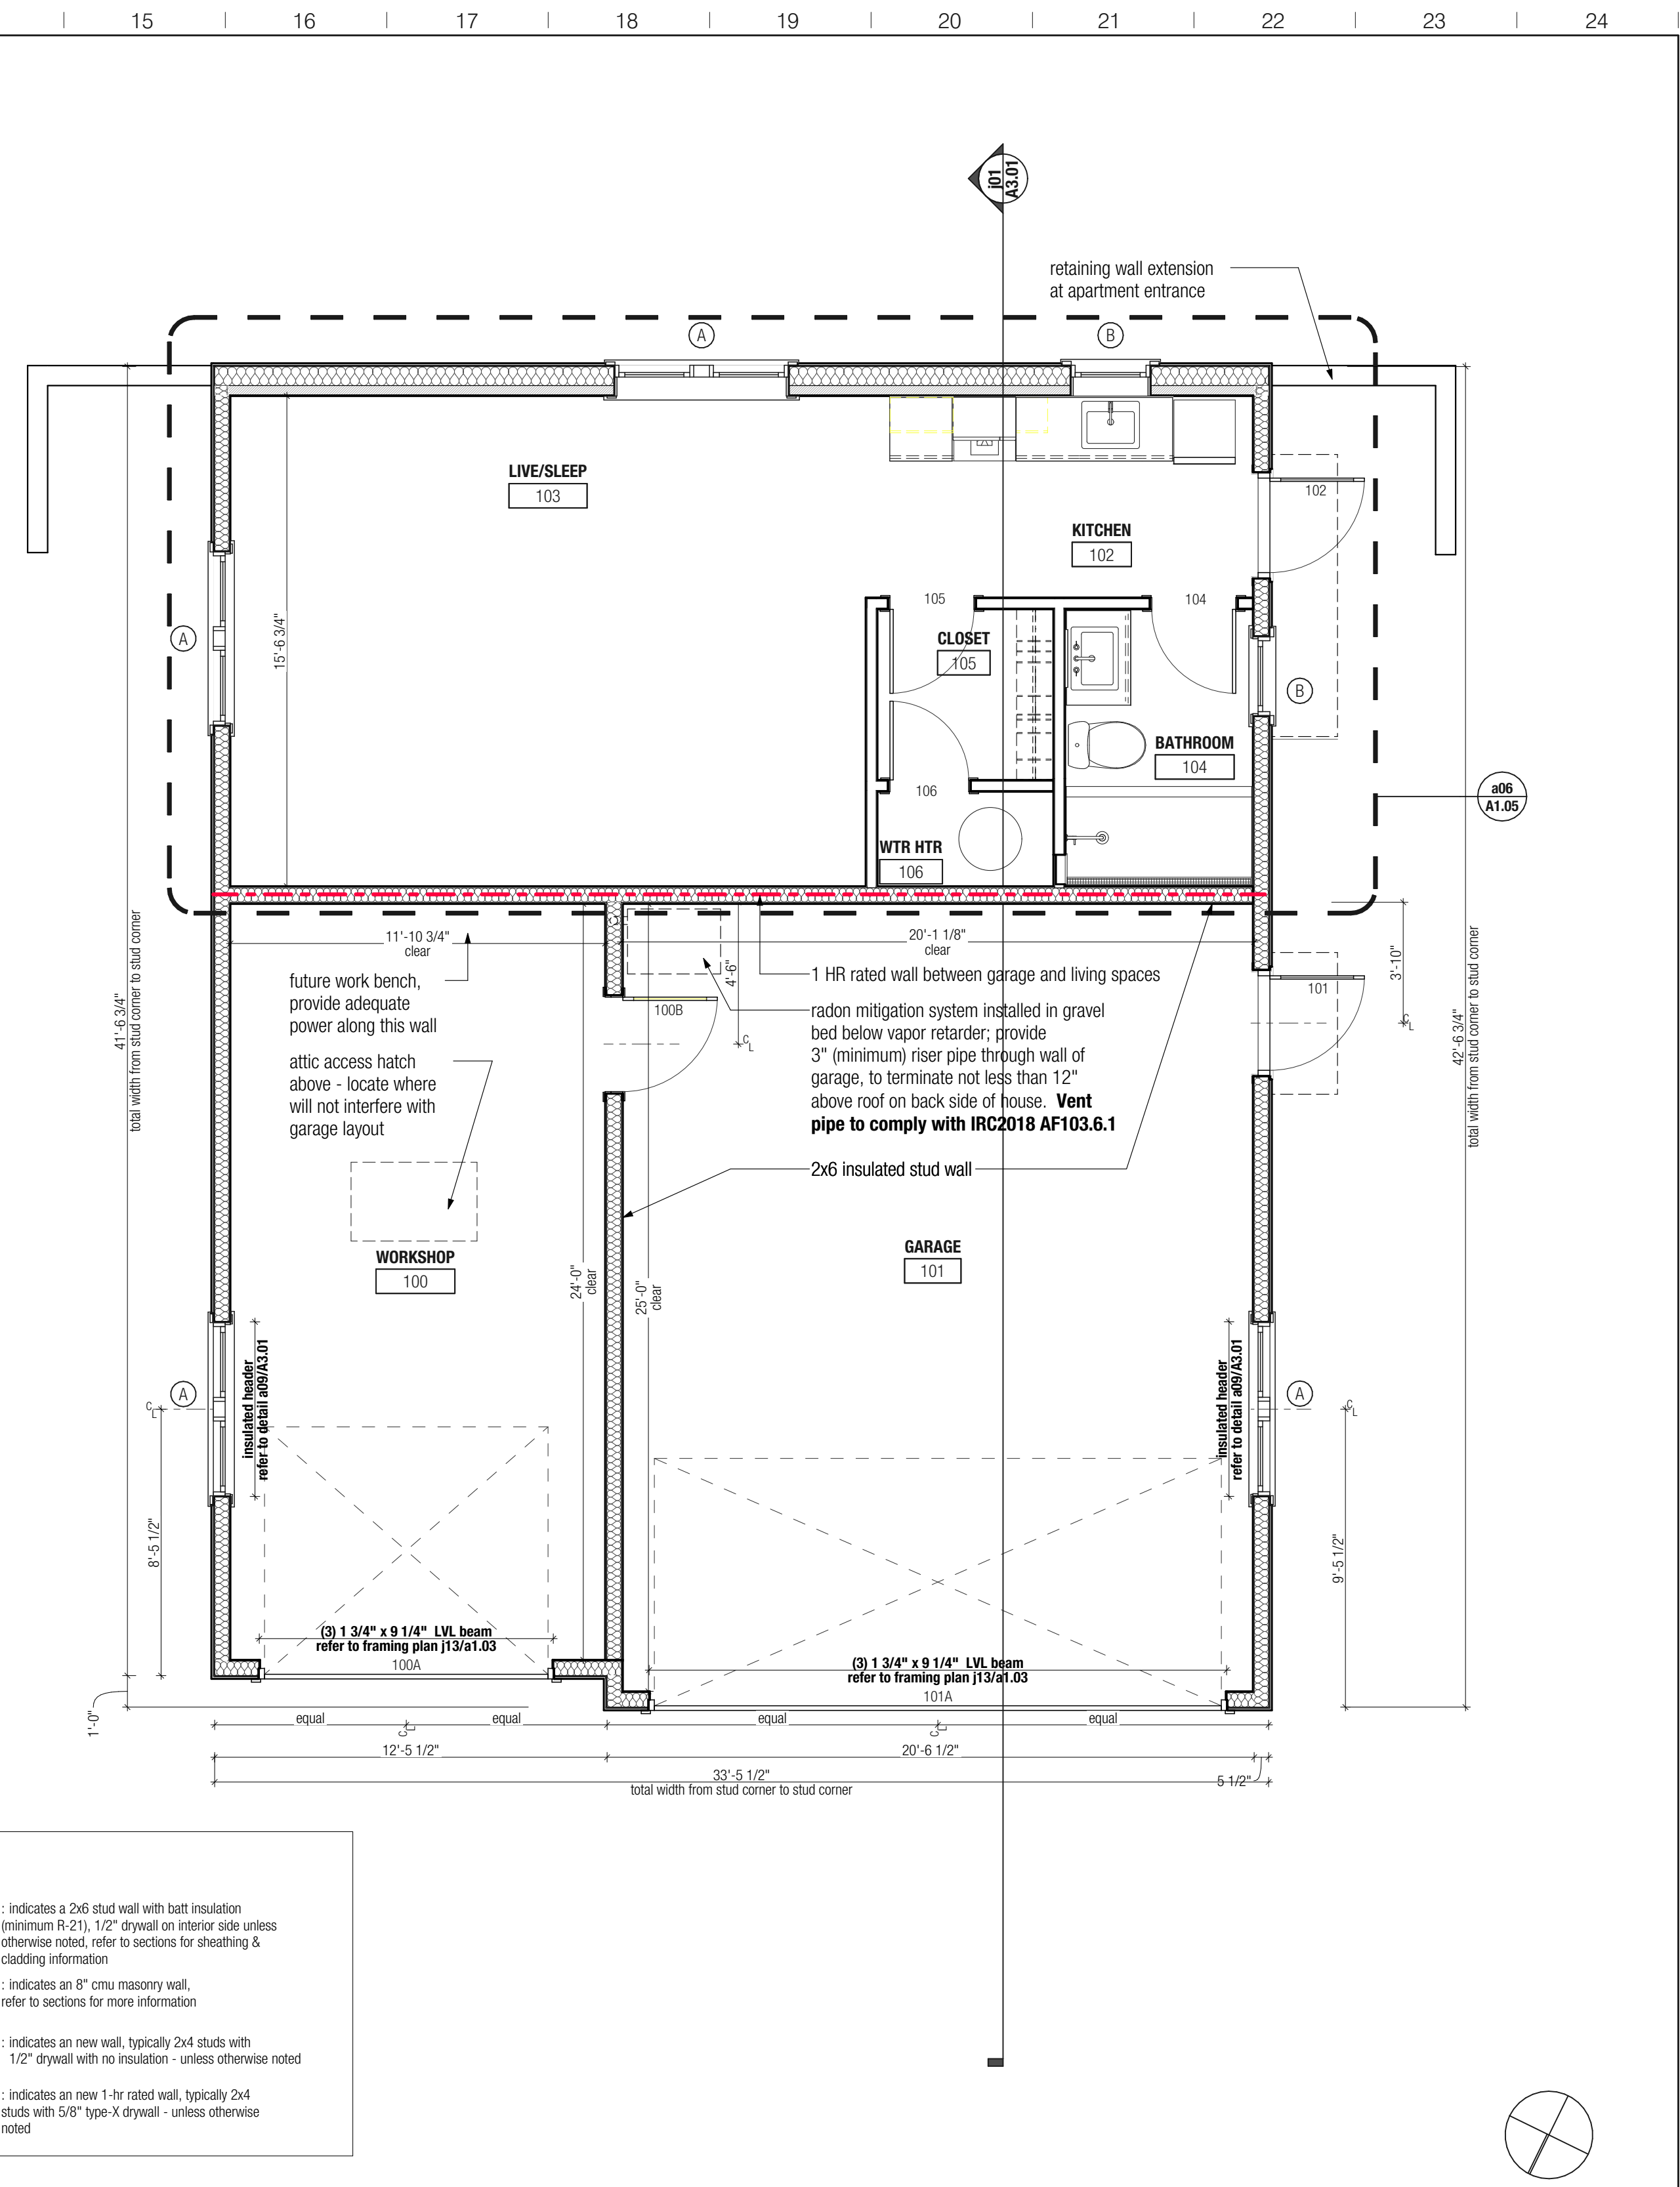 15 16 17 18 19 20 21 22 23 24
j01
A3.01
retaining wall extension
at apartment entrance
A
B
LIVE/SLEEP
103
102
KITCHEN
102
105
104
A
15'-6 3/4"
CLOSET
105
B
BATHROOM
104
106
a06
A1.05
WTR HTR
106
11'-10 3/4"
clear
20'-1 1/8"
clear
4'-6"
3'-10"
41'-6 3/4"
total width from stud corner to stud corner
42'-6 3/4"
total width from stud corner to stud corner
future work bench,
provide adequate
power along this wall
1 HR rated wall between garage and living spaces
101
100B
CL
CL
radon mitigation system installed in gravel
bed below vapor retarder; provide
3" (minimum) riser pipe through wall of
garage, to terminate not less than 12"
above roof on back side of house. Vent
pipe to comply with IRC2018 AF103.6.1
attic access hatch
above - locate where
will not interfere with
garage layout
2x6 insulated stud wall
WORKSHOP
100
GARAGE
101
24'-0"
clear
25'-0"
clear
insulated header
refer to detail a09/A3.01
insulated header
refer to detail a09/A3.01
A
CL
A
CL
8'-5 1/2"
9'-5 1/2"
(3) 1 3/4" x 9 1/4" LVL beam
refer to framing plan j13/a1.03
100A
(3) 1 3/4" x 9 1/4" LVL beam
refer to framing plan j13/a1.03
101A
1'-0"
equal equal equal equal
CL CL
12'-5 1/2" 20'-6 1/2"
33'-5 1/2"
total width from stud corner to stud corner
5 1/2"
: indicates a 2x6 stud wall with batt insulation
(minimum R-21), 1/2" drywall on interior side unless
otherwise noted, refer to sections for sheathing &
cladding information
: indicates an 8" cmu masonry wall,
refer to sections for more information
: indicates an new wall, typically 2x4 studs with
1/2" drywall with no insulation - unless otherwise noted
: indicates an new 1-hr rated wall, typically 2x4
studs with 5/8" type-X drywall - unless otherwise
noted